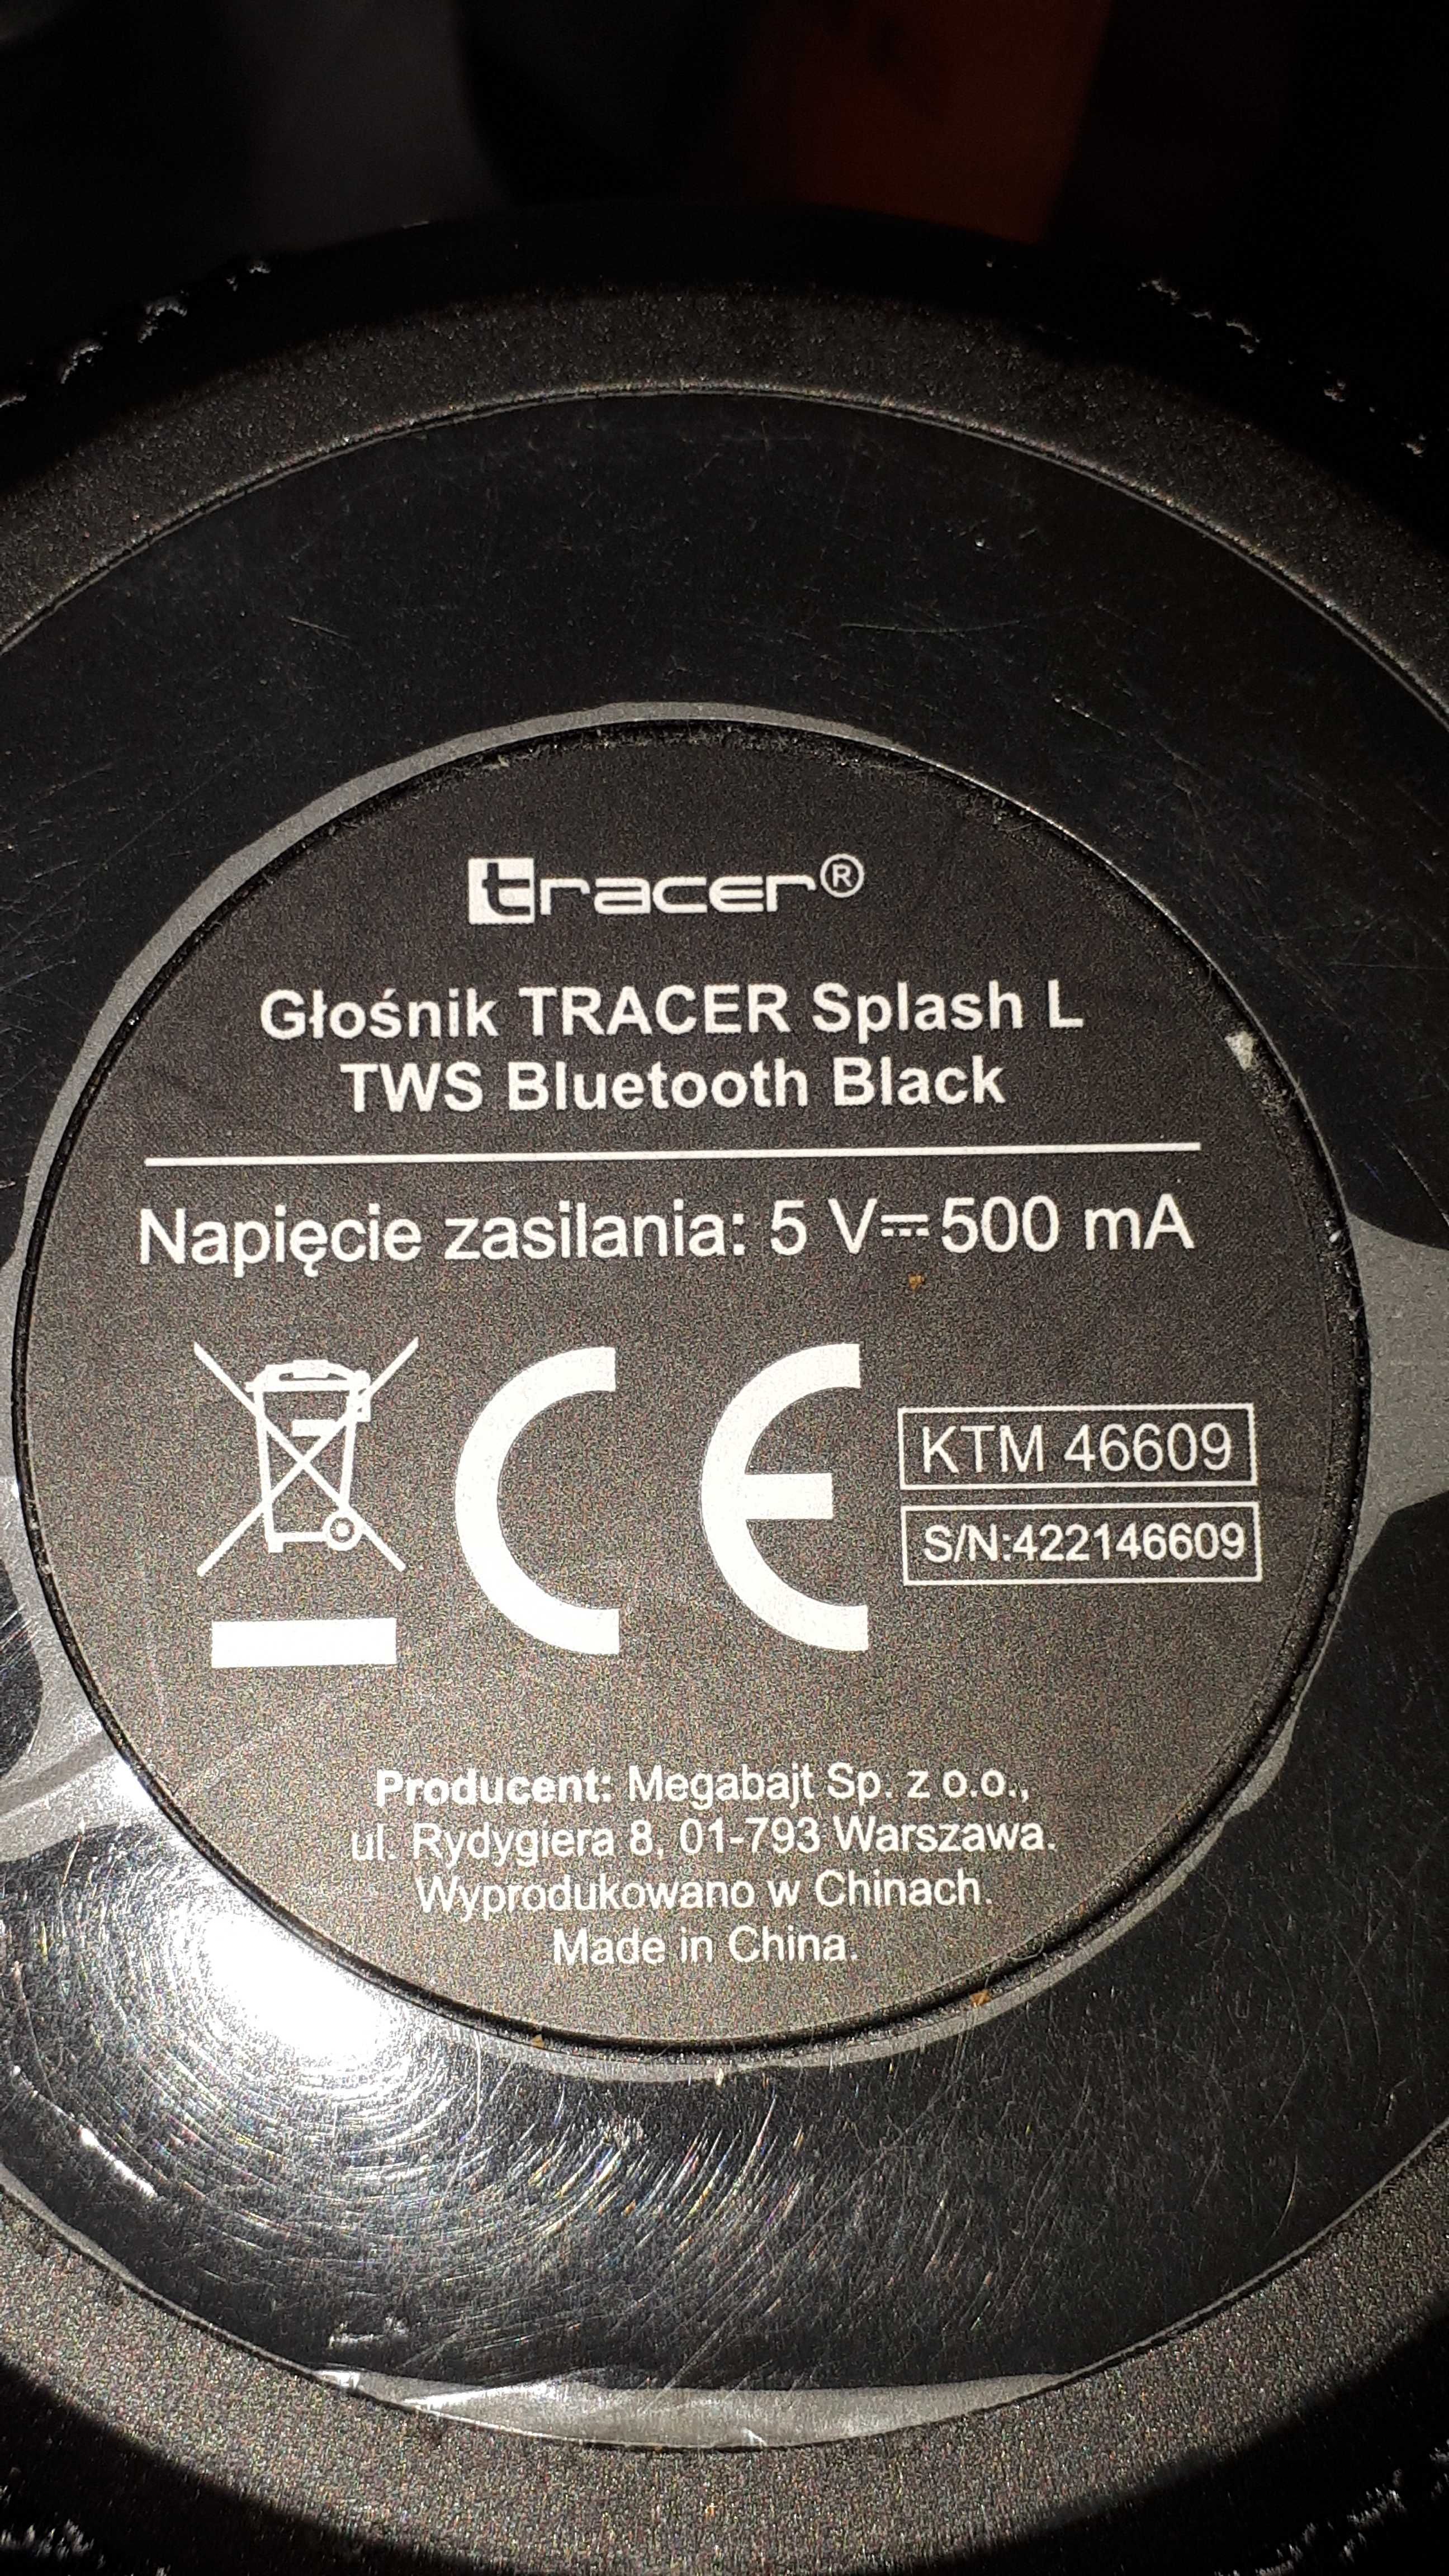 tracer®
Głośnik TRACER Splash L
TWS Bluetooth Black
Napięcie zasilania: 5 V⎓500 mA
CE
KTM 46609
S/N:422146609
Producent: Megabajt Sp. z o.o.,
ul. Rydygiera 8, 01-793 Warszawa.
Wyprodukowano w Chinach.
Made in China.